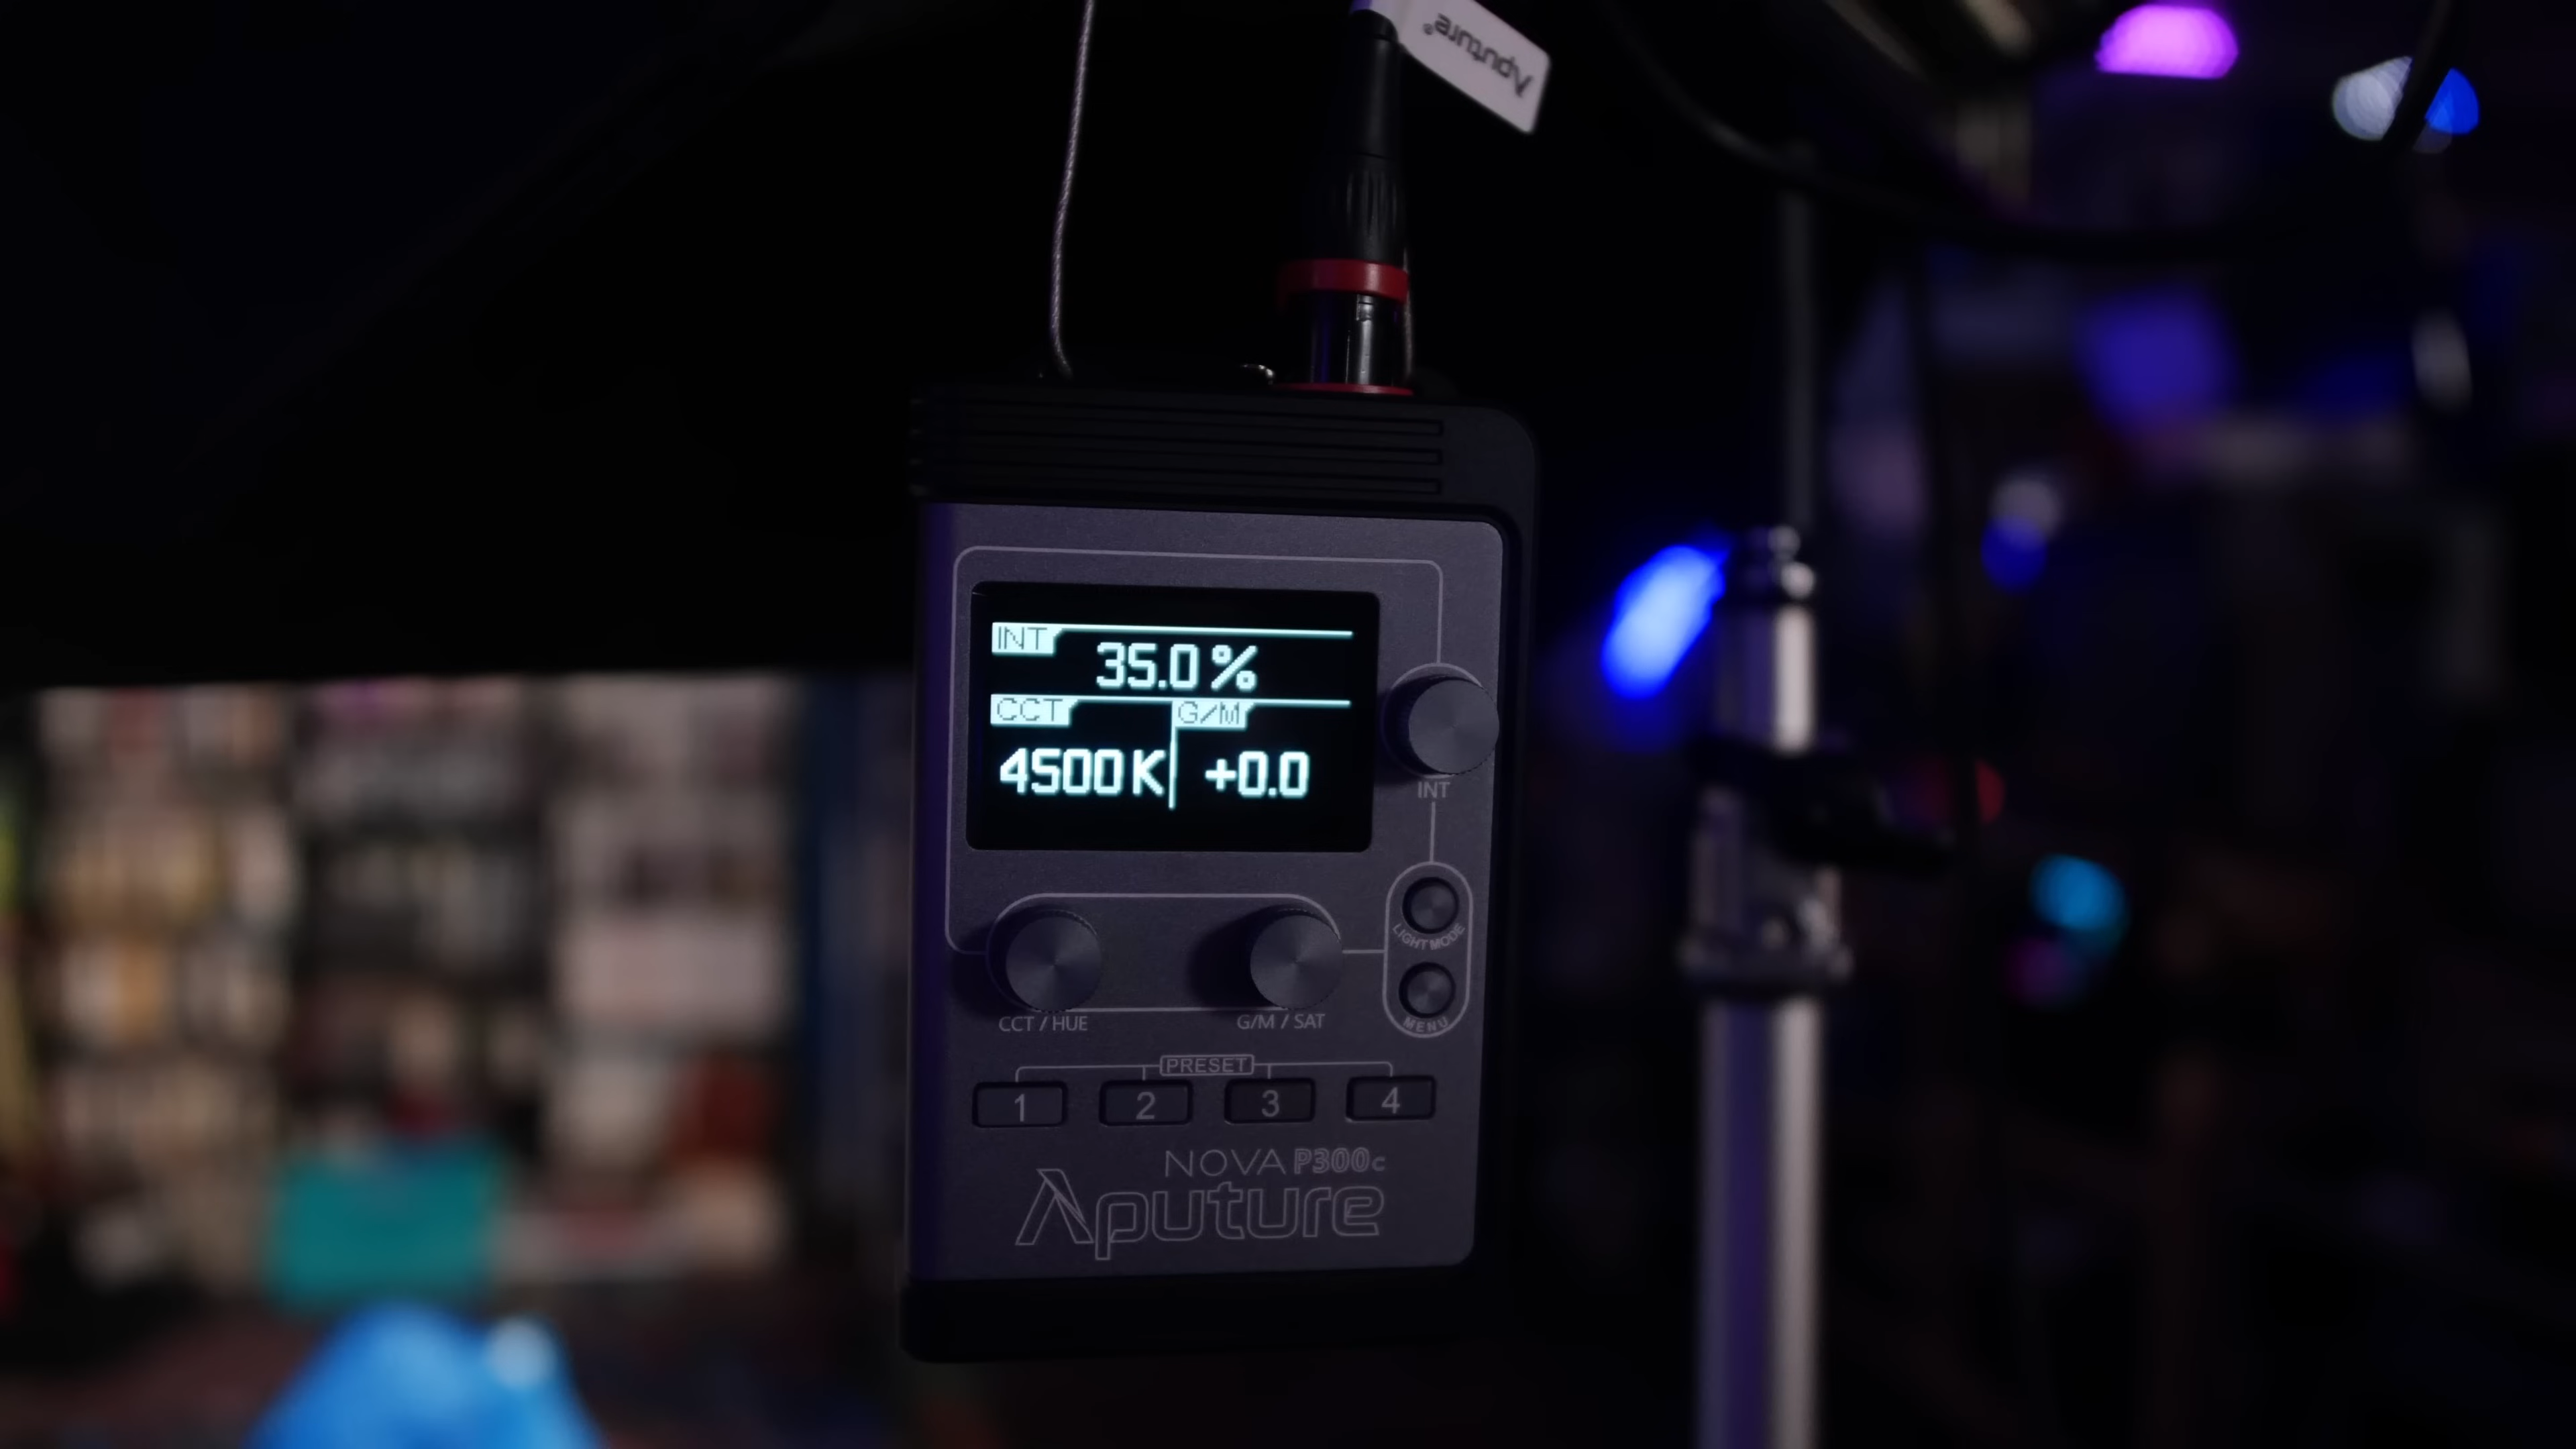 Aputure®
INT
35.0 %
CCT
G/M
4500 K
+0.0
INT
LIGHT MODE
MENU
CCT / HUE
G/M / SAT
PRESET
1 2 3 4
NOVA P300c
Aputure